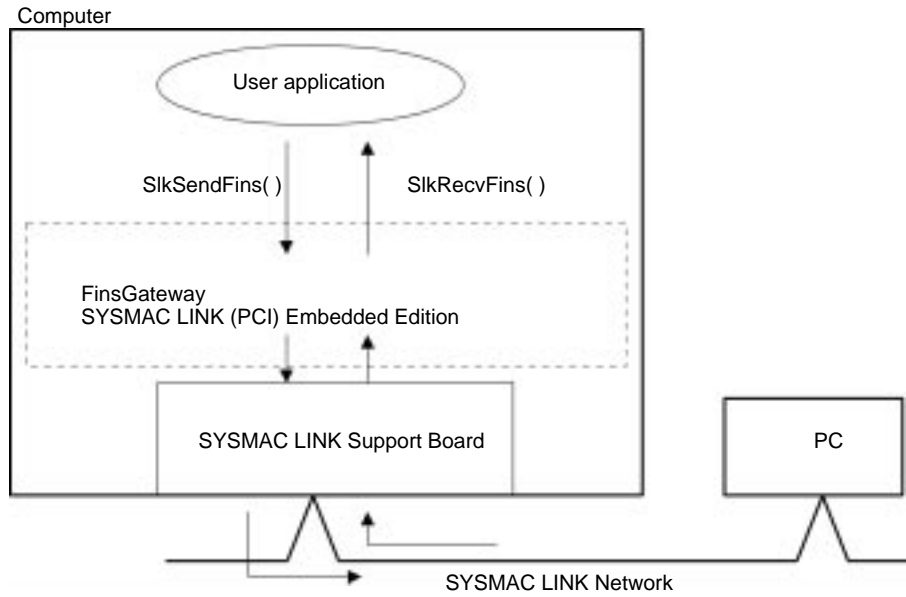 Computer
User application
SlkSendFins( )
SlkRecvFins( )
FinsGateway
SYSMAC LINK (PCI) Embedded Edition
SYSMAC LINK Support Board
PC
SYSMAC LINK Network